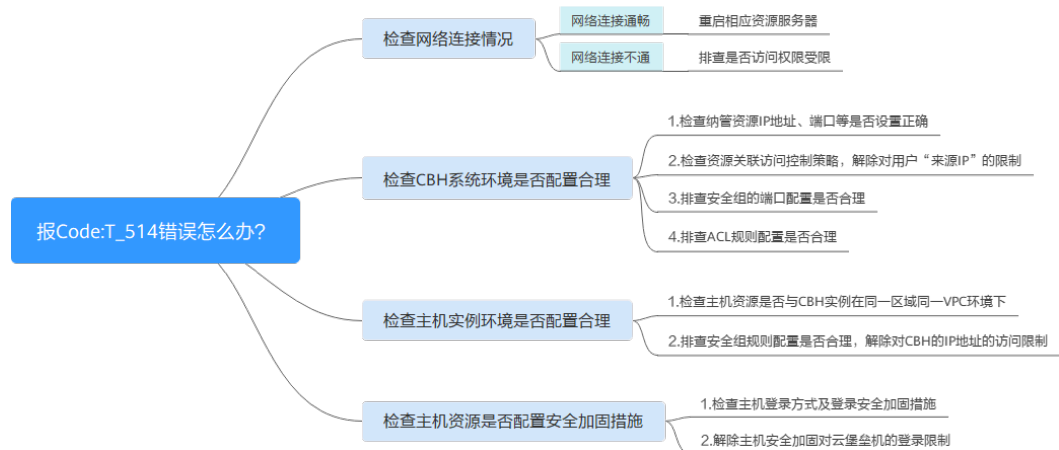 报Code:T_514错误怎么办?
检查网络连接情况
网络连接通畅
重启相应资源服务器
网络连接不通
排查是否访问权限受限
检查CBH系统环境是否配置合理
1.检查纳管资源IP地址、端口等是否设置正确
2.检查资源关联访问控制策略，解除对用户“来源IP”的限制
3.排查安全组的端口配置是否合理
4.排查ACL规则配置是否合理
检查主机实例环境是否配置合理
1.检查主机资源是否与CBH实例在同一区域同一VPC环境下
2.排查安全组规则配置是否合理，解除对CBH的IP地址的访问限制
检查主机资源是否配置安全加固措施
1.检查主机登录方式及登录安全加固措施
2.解除主机安全加固对云堡垒机的登录限制